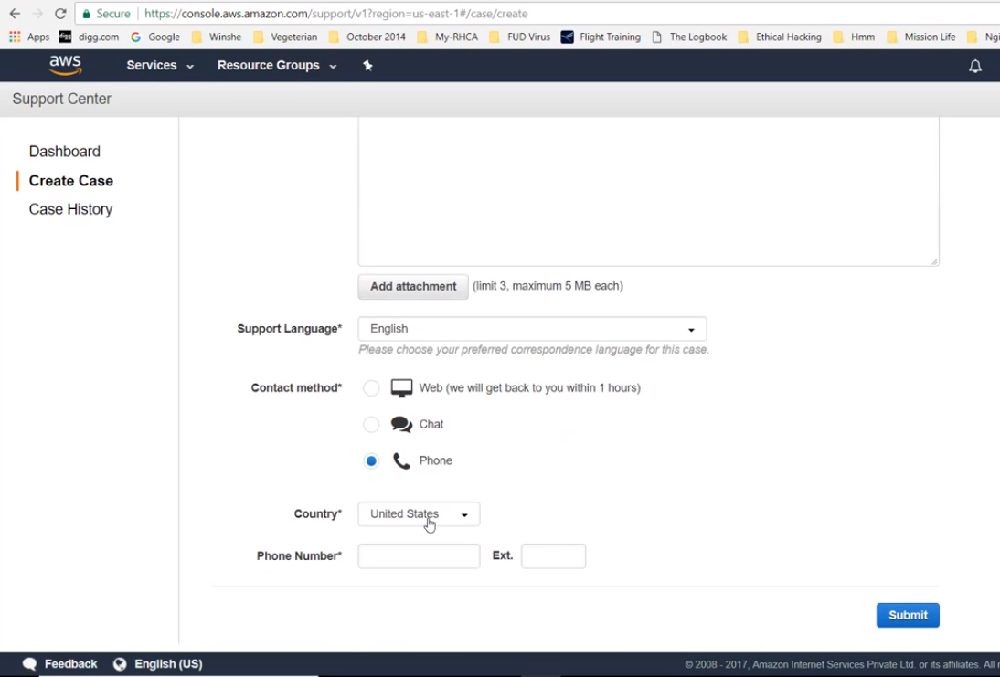 Secure https://console.aws.amazon.com/support/v1?region=us-east-1#/case/create
Apps digg digg.com Google Winshe Vegeterian October 2014 My-RHCA FUD Virus Flight Training The Logbook Ethical Hacking Hmm Mission Life Ngi
aws Services Resource Groups
Support Center
Dashboard
Create Case
Case History
Add attachment (limit 3, maximum 5 MB each)
Support Language* English
Please choose your preferred correspondence language for this case.
Contact method* Web (we will get back to you within 1 hours)
Chat
Phone
Country* United States
Phone Number* Ext.
Submit
Feedback English (US) © 2008 - 2017, Amazon Internet Services Private Ltd. or its affiliates. All